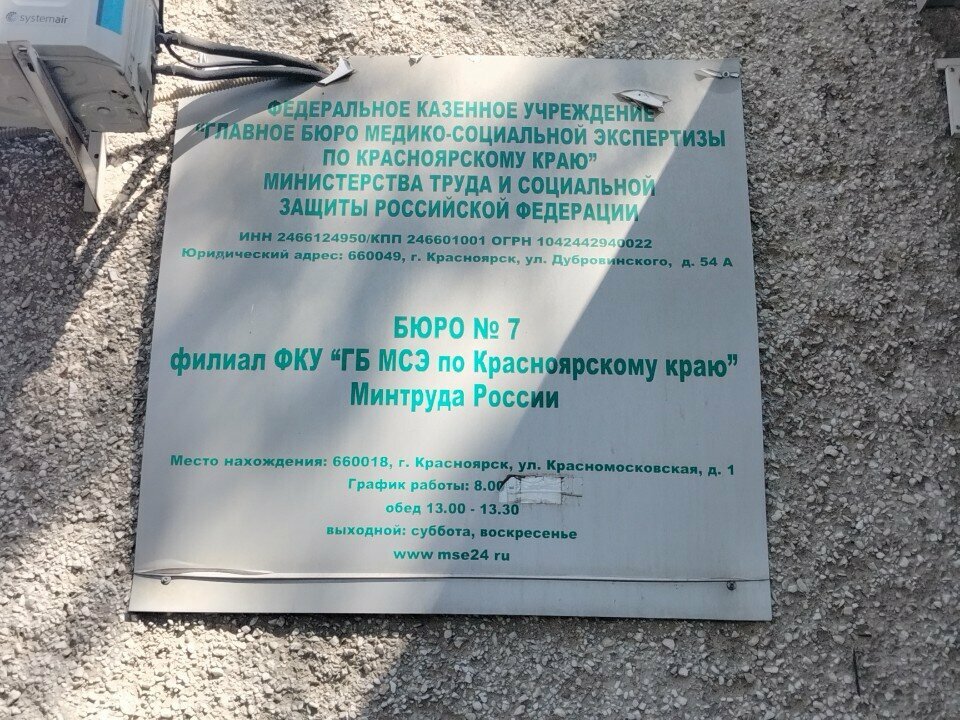 systemair
ФЕДЕРАЛЬНОЕ КАЗЕННОЕ УЧРЕЖДЕНИЕ
"ГЛАВНОЕ БЮРО МЕДИКО-СОЦИАЛЬНОЙ ЭКСПЕРТИЗЫ
ПО КРАСНОЯРСКОМУ КРАЮ"
МИНИСТЕРСТВА ТРУДА И СОЦИАЛЬНОЙ
ЗАЩИТЫ РОССИЙСКОЙ ФЕДЕРАЦИИ
ИНН 2466124950/КПП 246601001 ОГРН 1042442940022
Юридический адрес: 660049, г. Красноярск, ул. Дубровинского, д. 54 А
БЮРО № 7
филиал ФКУ "ГБ МСЭ по Красноярскому краю"
Минтруда России
Место нахождения: 660018, г. Красноярск, ул. Красномосковская, д. 1
График работы: 8.00
обед 13.00 - 13.30
выходной: суббота, воскресенье
www mse24 ru